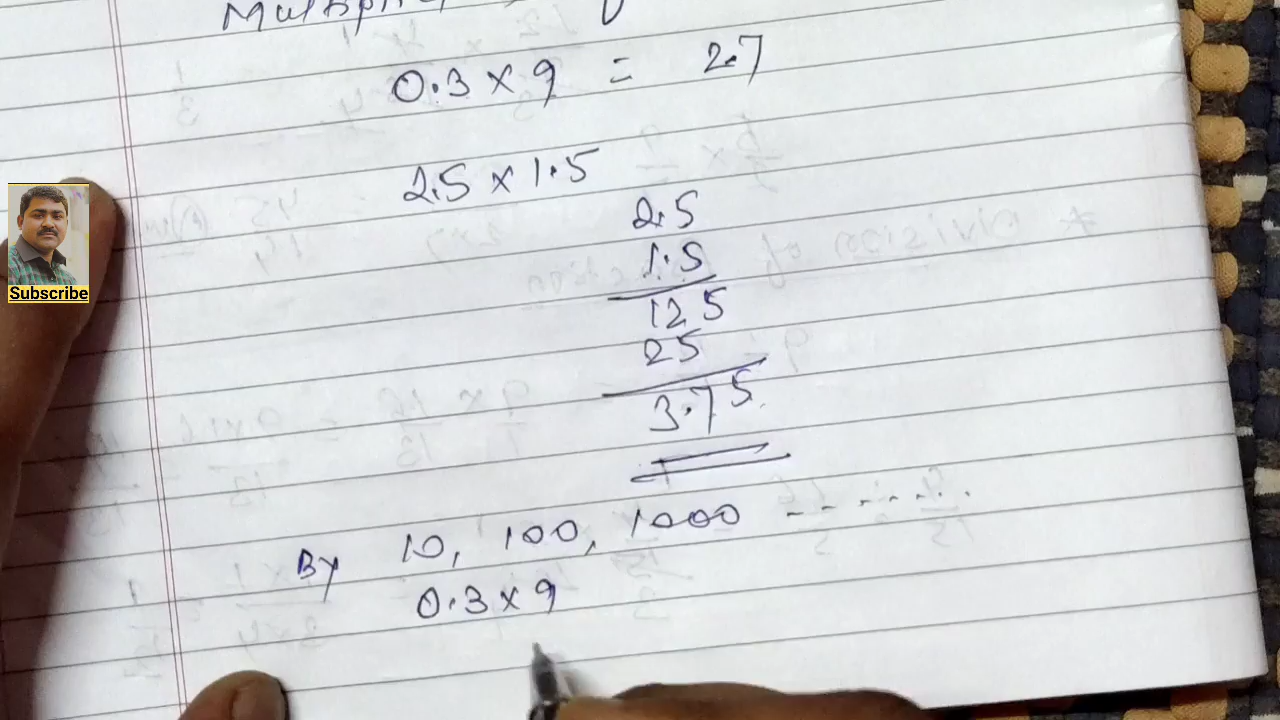 0.3 × 9 = 2.7
2.5 × 1.5
2.5
1.5
125
25
3.75
By 10, 100, 1000 -- .....
0.3 × 9
Subscribe